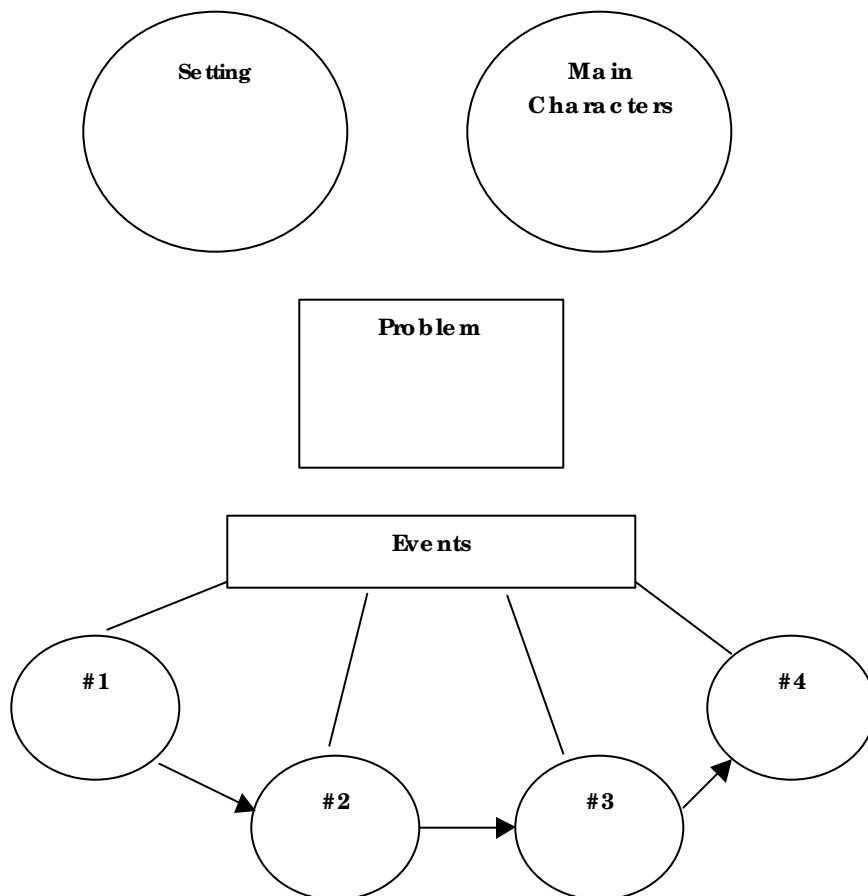 Setting
Main
Characters
Problem
Events
#1
#4
#2
#3